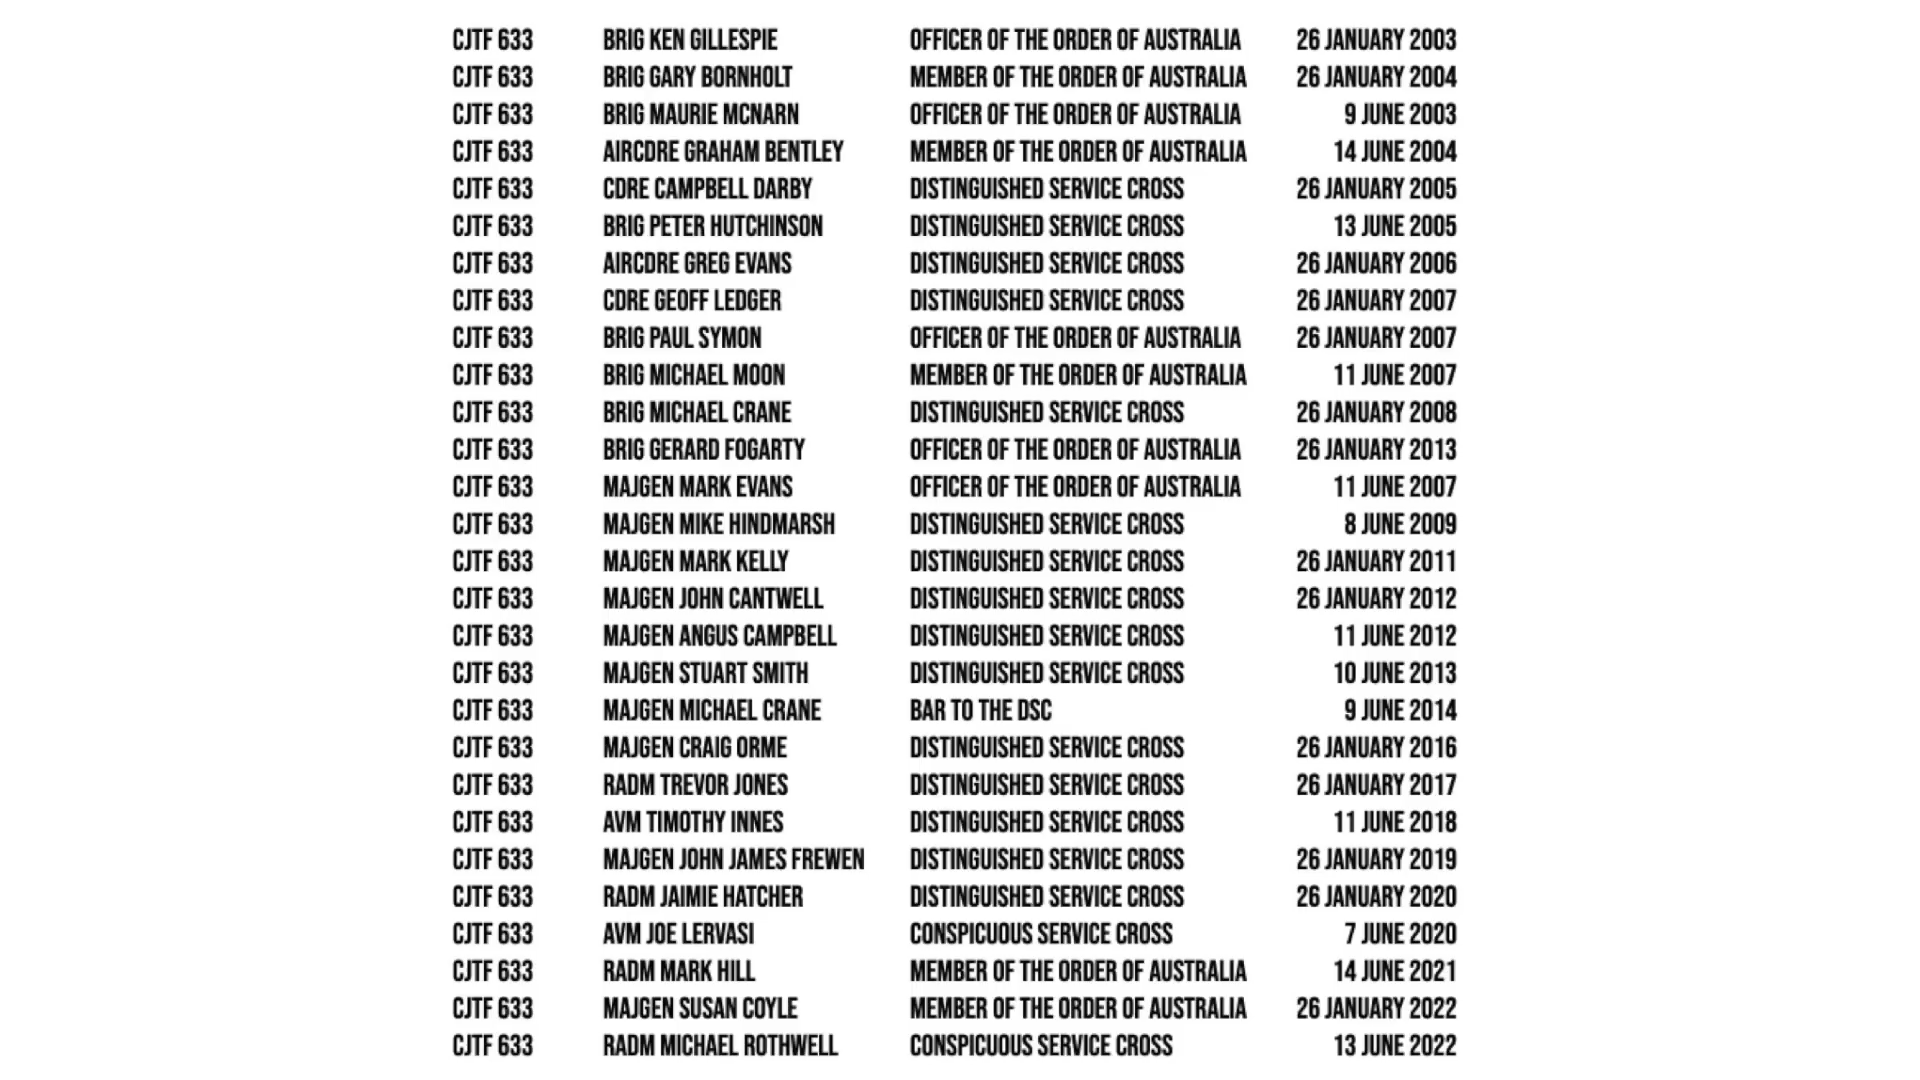 CJTF 633 BRIG KEN GILLESPIE OFFICER OF THE ORDER OF AUSTRALIA 26 JANUARY 2003
CJTF 633 BRIG GARY BORNHOLT MEMBER OF THE ORDER OF AUSTRALIA 26 JANUARY 2004
CJTF 633 BRIG MAURIE MCNARN OFFICER OF THE ORDER OF AUSTRALIA 9 JUNE 2003
CJTF 633 AIRCDRE GRAHAM BENTLEY MEMBER OF THE ORDER OF AUSTRALIA 14 JUNE 2004
CJTF 633 CDRE CAMPBELL DARBY DISTINGUISHED SERVICE CROSS 26 JANUARY 2005
CJTF 633 BRIG PETER HUTCHINSON DISTINGUISHED SERVICE CROSS 13 JUNE 2005
CJTF 633 AIRCDRE GREG EVANS DISTINGUISHED SERVICE CROSS 26 JANUARY 2006
CJTF 633 CDRE GEOFF LEDGER DISTINGUISHED SERVICE CROSS 26 JANUARY 2007
CJTF 633 BRIG PAUL SYMON OFFICER OF THE ORDER OF AUSTRALIA 26 JANUARY 2007
CJTF 633 BRIG MICHAEL MOON MEMBER OF THE ORDER OF AUSTRALIA 11 JUNE 2007
CJTF 633 BRIG MICHAEL CRANE DISTINGUISHED SERVICE CROSS 26 JANUARY 2008
CJTF 633 BRIG GERARD FOGARTY OFFICER OF THE ORDER OF AUSTRALIA 26 JANUARY 2013
CJTF 633 MAJGEN MARK EVANS OFFICER OF THE ORDER OF AUSTRALIA 11 JUNE 2007
CJTF 633 MAJGEN MIKE HINDMARSH DISTINGUISHED SERVICE CROSS 8 JUNE 2009
CJTF 633 MAJGEN MARK KELLY DISTINGUISHED SERVICE CROSS 26 JANUARY 2011
CJTF 633 MAJGEN JOHN CANTWELL DISTINGUISHED SERVICE CROSS 26 JANUARY 2012
CJTF 633 MAJGEN ANGUS CAMPBELL DISTINGUISHED SERVICE CROSS 11 JUNE 2012
CJTF 633 MAJGEN STUART SMITH DISTINGUISHED SERVICE CROSS 10 JUNE 2013
CJTF 633 MAJGEN MICHAEL CRANE BAR TO THE DSC 9 JUNE 2014
CJTF 633 MAJGEN CRAIG ORME DISTINGUISHED SERVICE CROSS 26 JANUARY 2016
CJTF 633 RADM TREVOR JONES DISTINGUISHED SERVICE CROSS 26 JANUARY 2017
CJTF 633 AVM TIMOTHY INNES DISTINGUISHED SERVICE CROSS 11 JUNE 2018
CJTF 633 MAJGEN JOHN JAMES FREWEN DISTINGUISHED SERVICE CROSS 26 JANUARY 2019
CJTF 633 RADM JAIMIE HATCHER DISTINGUISHED SERVICE CROSS 26 JANUARY 2020
CJTF 633 AVM JOE LERVASI CONSPICUOUS SERVICE CROSS 7 JUNE 2020
CJTF 633 RADM MARK HILL MEMBER OF THE ORDER OF AUSTRALIA 14 JUNE 2021
CJTF 633 MAJGEN SUSAN COYLE MEMBER OF THE ORDER OF AUSTRALIA 26 JANUARY 2022
CJTF 633 RADM MICHAEL ROTHWELL CONSPICUOUS SERVICE CROSS 13 JUNE 2022